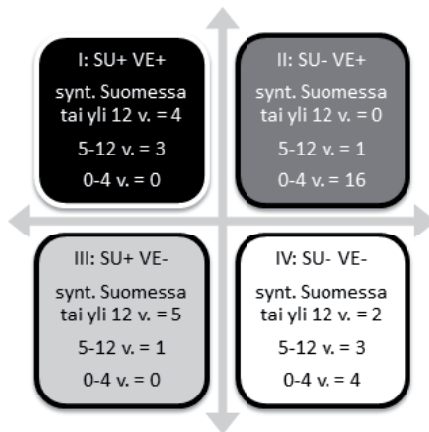 I: SU+ VE+
synt. Suomessa
tai yli 12 v. = 4
5-12 v. = 3
0-4 v. = 0
II: SU- VE+
synt. Suomessa
tai yli 12 v. = 0
5-12 v. = 1
0-4 v. = 16
III: SU+ VE-
synt. Suomessa
tai yli 12 v. = 5
5-12 v. = 1
0-4 v. = 0
IV: SU- VE-
synt. Suomessa
tai yli 12 v. = 2
5-12 v. = 3
0-4 v. = 4